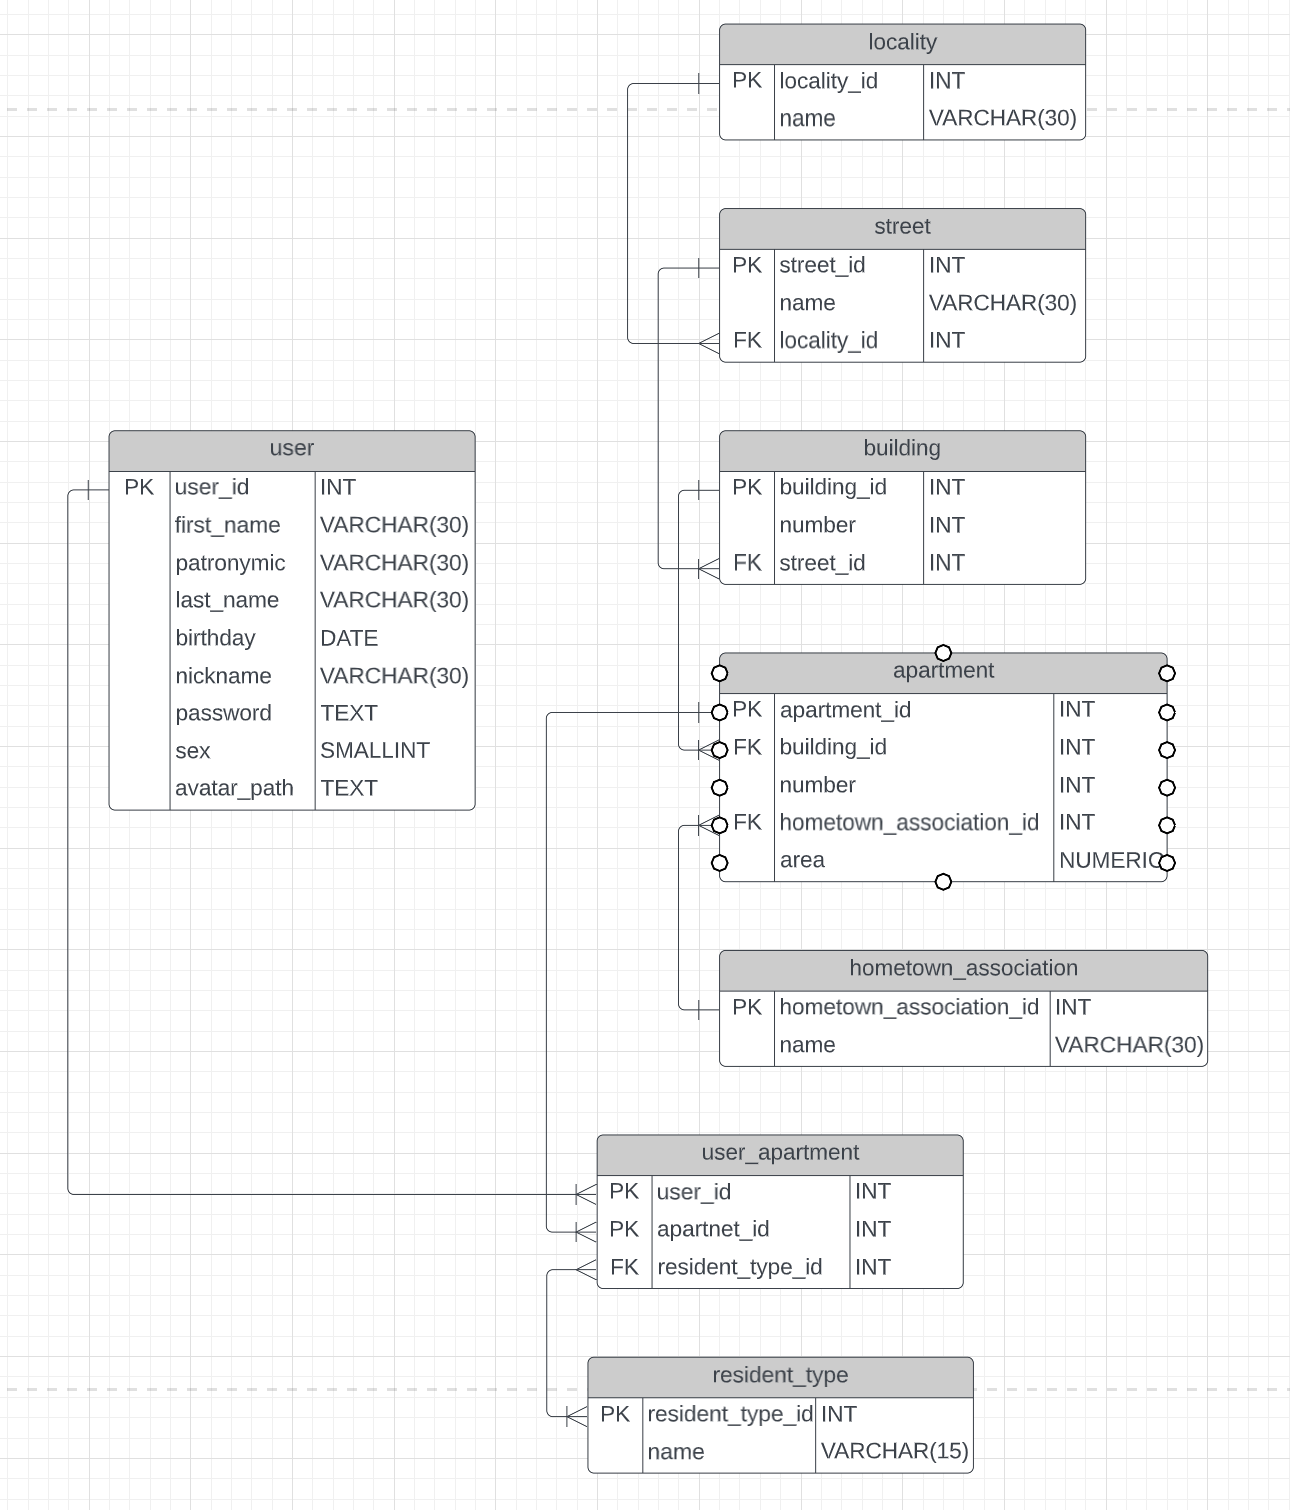 locality
PK locality_id INT
name VARCHAR(30)
street
PK street_id INT
name VARCHAR(30)
FK locality_id INT
user
PK user_id INT
first_name VARCHAR(30)
patronymic VARCHAR(30)
last_name VARCHAR(30)
birthday DATE
nickname VARCHAR(30)
password TEXT
sex SMALLINT
avatar_path TEXT
building
PK building_id INT
number INT
FK street_id INT
apartment
PK apartment_id INT
FK building_id INT
number INT
FK hometown_association_id INT
area NUMERIC
hometown_association
PK hometown_association_id INT
name VARCHAR(30)
user_apartment
PK user_id INT
PK apartnet_id INT
FK resident_type_id INT
resident_type
PK resident_type_id INT
name VARCHAR(15)